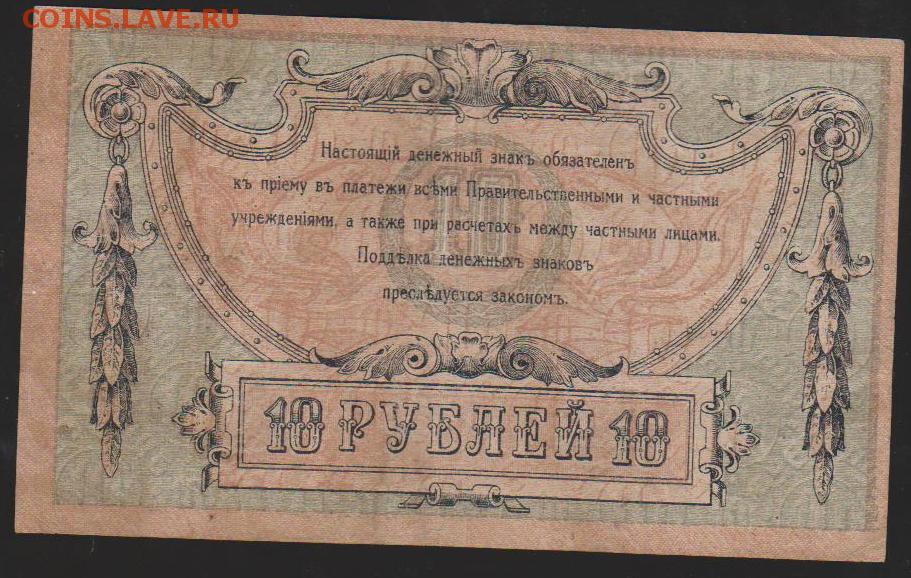 COINS.LAVE.RU
Настоящій денежный знакъ обязателенъ
къ пріему въ платежи всѣми Правительственными и частными
учрежденіями, а также при расчетахъ между частными лицами.
Поддѣлка денежныхъ знаковъ
преслѣдуется закономъ.
10
10 РУБЛЕЙ 10